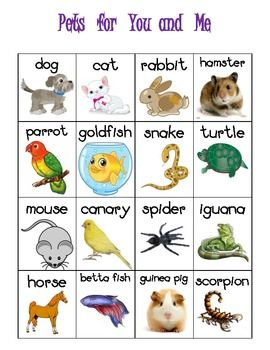 Pets for You and Me
dog cat rabbit hamster
parrot goldfish snake turtle
mouse canary spider iguana
horse betta fish guinea pig scorpion